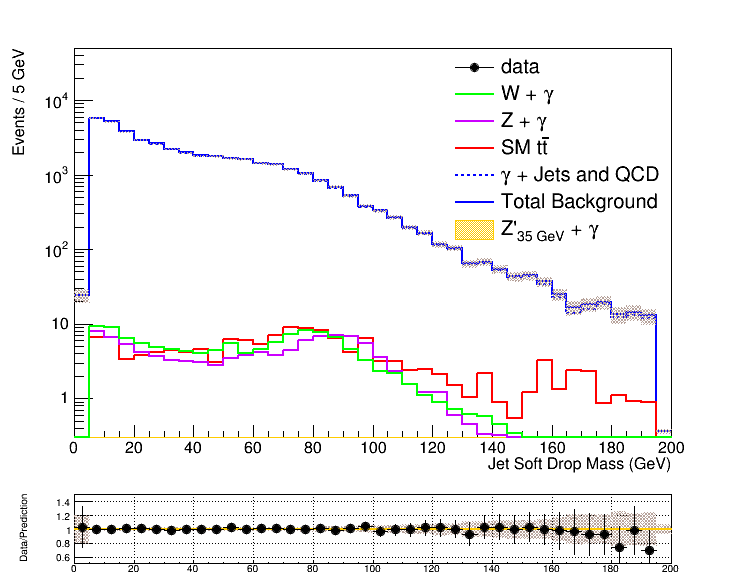 Events / 5 GeV
10⁴
10³
10²
10
1
data
W + γ
Z + γ
SM tt̄
γ + Jets and QCD
Total Background
Z'35 GeV + γ
0 20 40 60 80 100 120 140 160 180 200
Jet Soft Drop Mass (GeV)
Data/Prediction
1.4
1.2
1
0.8
0.6
0 20 40 60 80 100 120 140 160 180 200